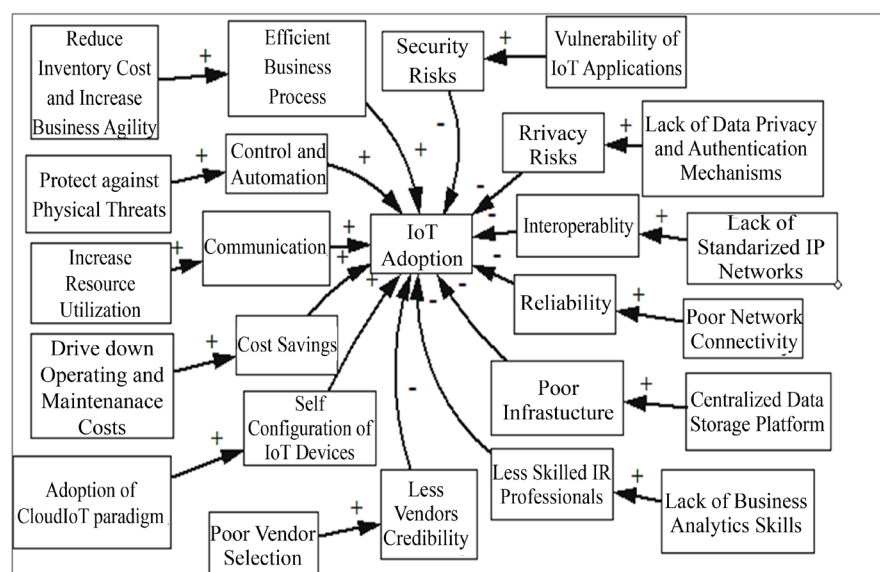 Reduce
Inventory Cost
and Increase
Business Agility
+
Efficient
Business
Process
+
Security
Risks
-
+
Vulnerability of
IoT Applications
Protect against
Physical Threats
+
Control and
Automation
+
Rrivacy
Risks
-
+
Lack of Data Privacy
and Authentication
Mechanisms
Increase
Resource
Utilization
+
Communication
+
IoT
Adoption
-
Interoperablity
+
Lack of
Standarized IP
Networks
Drive down
Operating and
Maintenanace
Costs
+
Cost Savings
+
-
Reliability
+
Poor Network
Connectivity
Adoption of
CloudIoT paradigm
+
Self
Configuration of
IoT Devices
+
-
Poor
Infrastucture
+
Centralized Data
Storage Platform
Poor Vendor
Selection
+
Less
Vendors
Credibility
-
-
Less Skilled IR
Professionals
+
Lack of Business
Analytics Skills